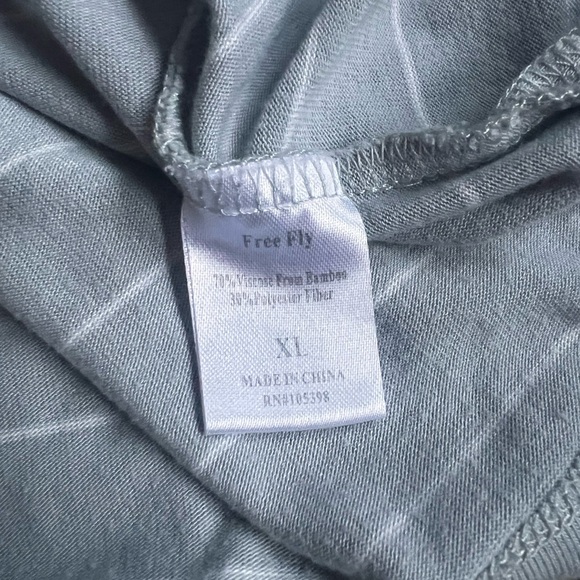 Free Fly
70%Viscose From Bamboo
30%Polyester Fiber
XL
MADE IN CHINA
RN#105398